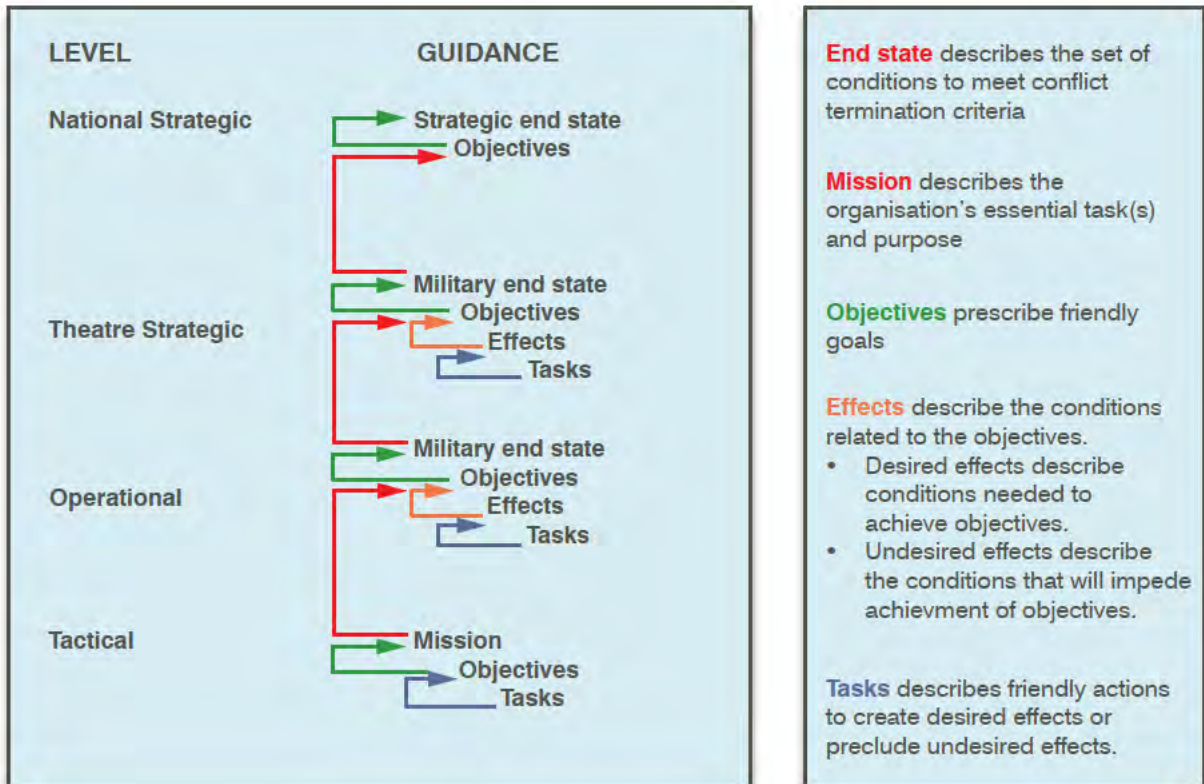 LEVEL GUIDANCE
National Strategic Strategic end state
Objectives
Military end state
Theatre Strategic Objectives
Effects
Tasks
Military end state
Objectives
Operational Effects
Tasks
Tactical Mission
Objectives
Tasks
End state describes the set of
conditions to meet conflict
termination criteria
Mission describes the
organisation's essential task(s)
and purpose
Objectives prescribe friendly
goals
Effects describe the conditions
related to the objectives.
• Desired effects describe
conditions needed to
achieve objectives.
• Undesired effects describe
the conditions that will impede
achievment of objectives.
Tasks describes friendly actions
to create desired effects or
preclude undesired effects.